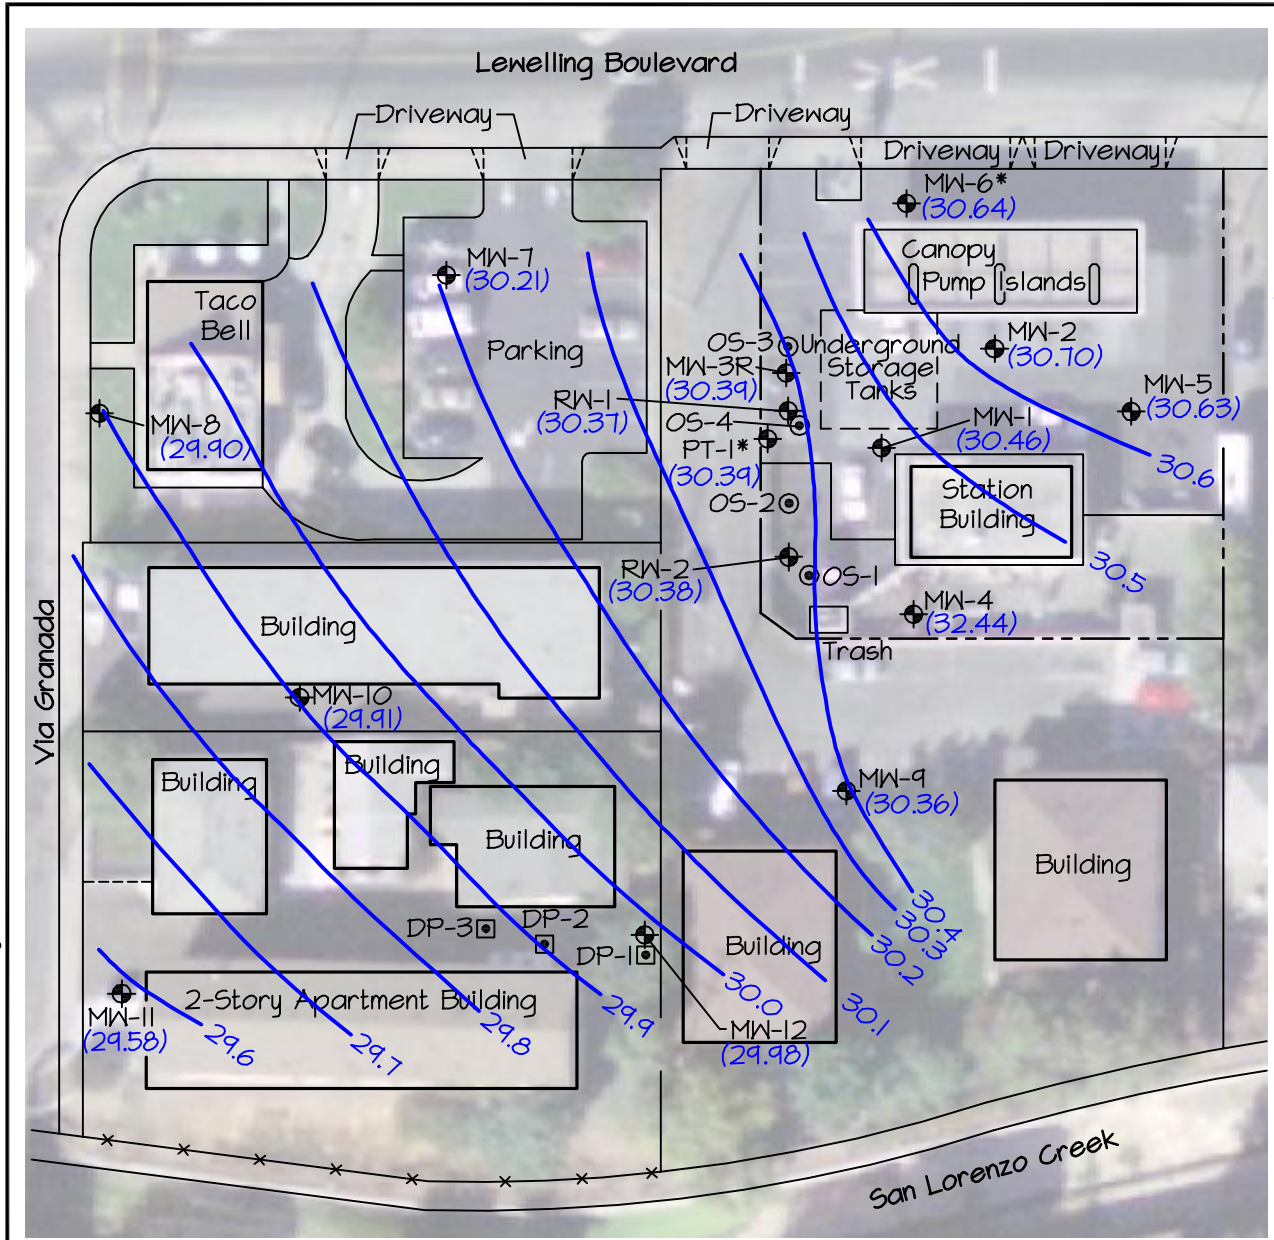 Lewelling Boulevard
Driveway
Driveway
Driveway
Driveway
MW-6*
(30.64)
MW-7
(30.21)
Canopy
Pump Islands
Taco
Bell
Parking
OS-3
Underground
Storage
Tanks
MW-2
(30.70)
MW-3R
(30.39)
MW-5
(30.63)
RW-1
(30.37)
OS-4
MW-1
(30.46)
MW-8
(29.90)
PT-1*
(30.39)
30.6
OS-2
Station
Building
30.5
RW-2
(30.38)
OS-1
MW-4
(32.44)
Building
Trash
Via Granada
MW-10
(29.91)
Building
Building
MW-9
(30.36)
Building
Building
30.4
30.3
30.2
DP-3
DP-2
DP-1
Building
30.0
30.1
2-Story Apartment Building
29.9
29.8
29.7
29.6
MW-11
(29.58)
MW-12
(29.98)
San Lorenzo Creek